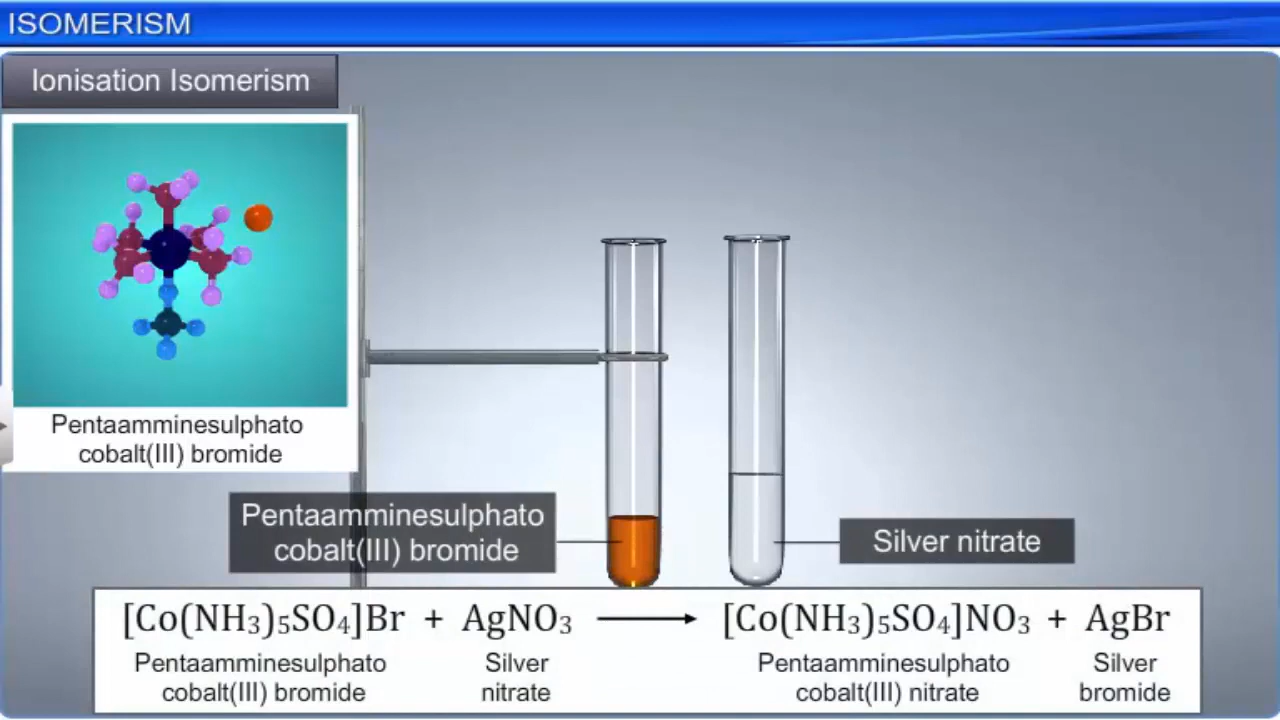 ISOMERISM
Ionisation Isomerism
Pentaamminesulphato
cobalt(III) bromide
Pentaamminesulphato
cobalt(III) bromide
Silver nitrate
[Co(NH₃)₅SO₄]Br + AgNO₃ ⟶ [Co(NH₃)₅SO₄]NO₃ + AgBr
Pentaamminesulphato Silver Pentaamminesulphato Silver
cobalt(III) bromide nitrate cobalt(III) nitrate bromide